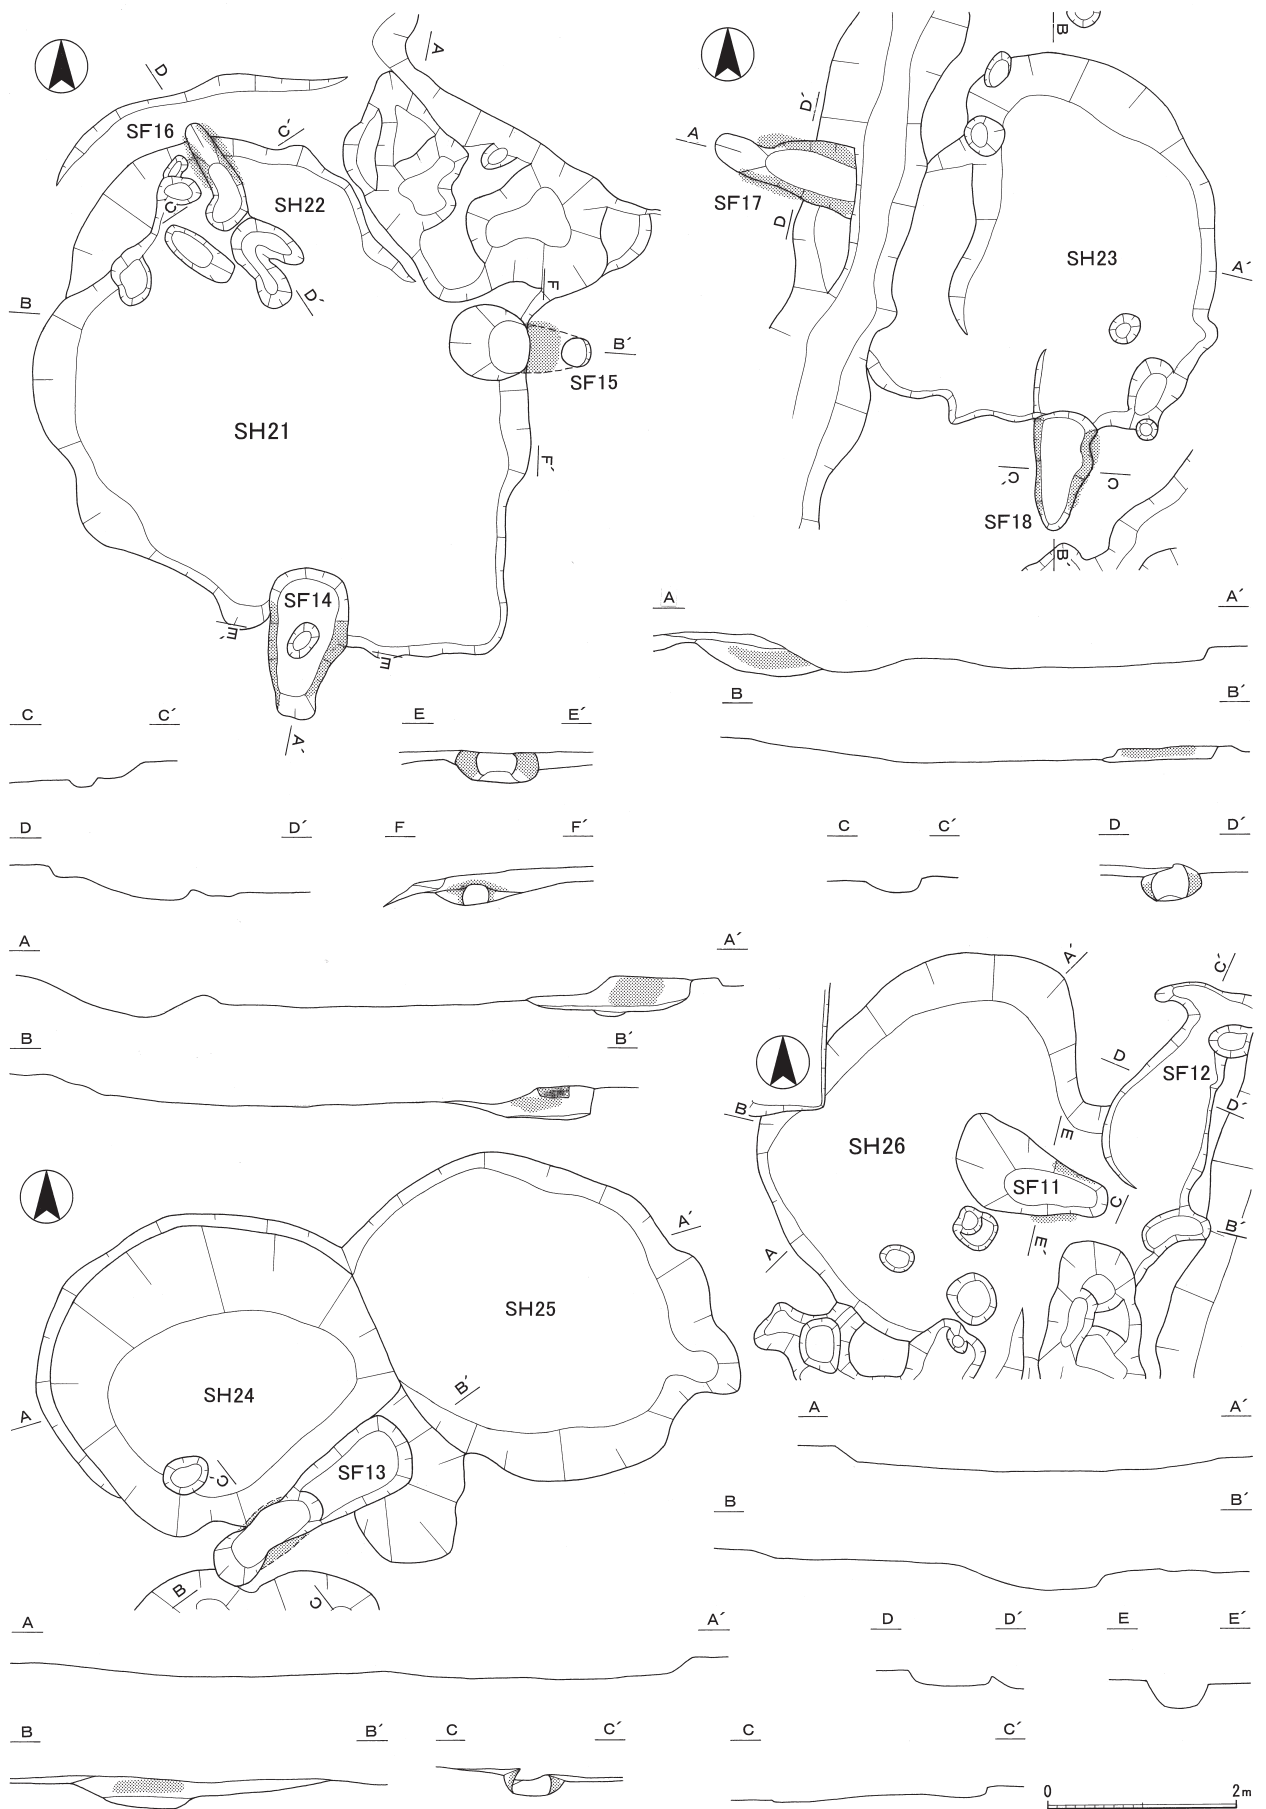 A
D
SF16
C´
SH22
C
D´
B
F
B´
SF15
SH21
F´
SF14
E´
E
A´
B
D´
A
SF17
D
SH23
A´
C´
C
SF18
B´
A A´
B B´
C C´
D D´
C C´
E E´
D D´
F F´
A A´
B B´
A´
C´
D
SF12
B
D´
E
SH26
SF11
C
B´
E´
A
A´
SH25
B´
SH24
A
C´
SF13
B
C
A A´
B B´
D D´
E E´
C C´
A A´
B B´
C C´
0 2m